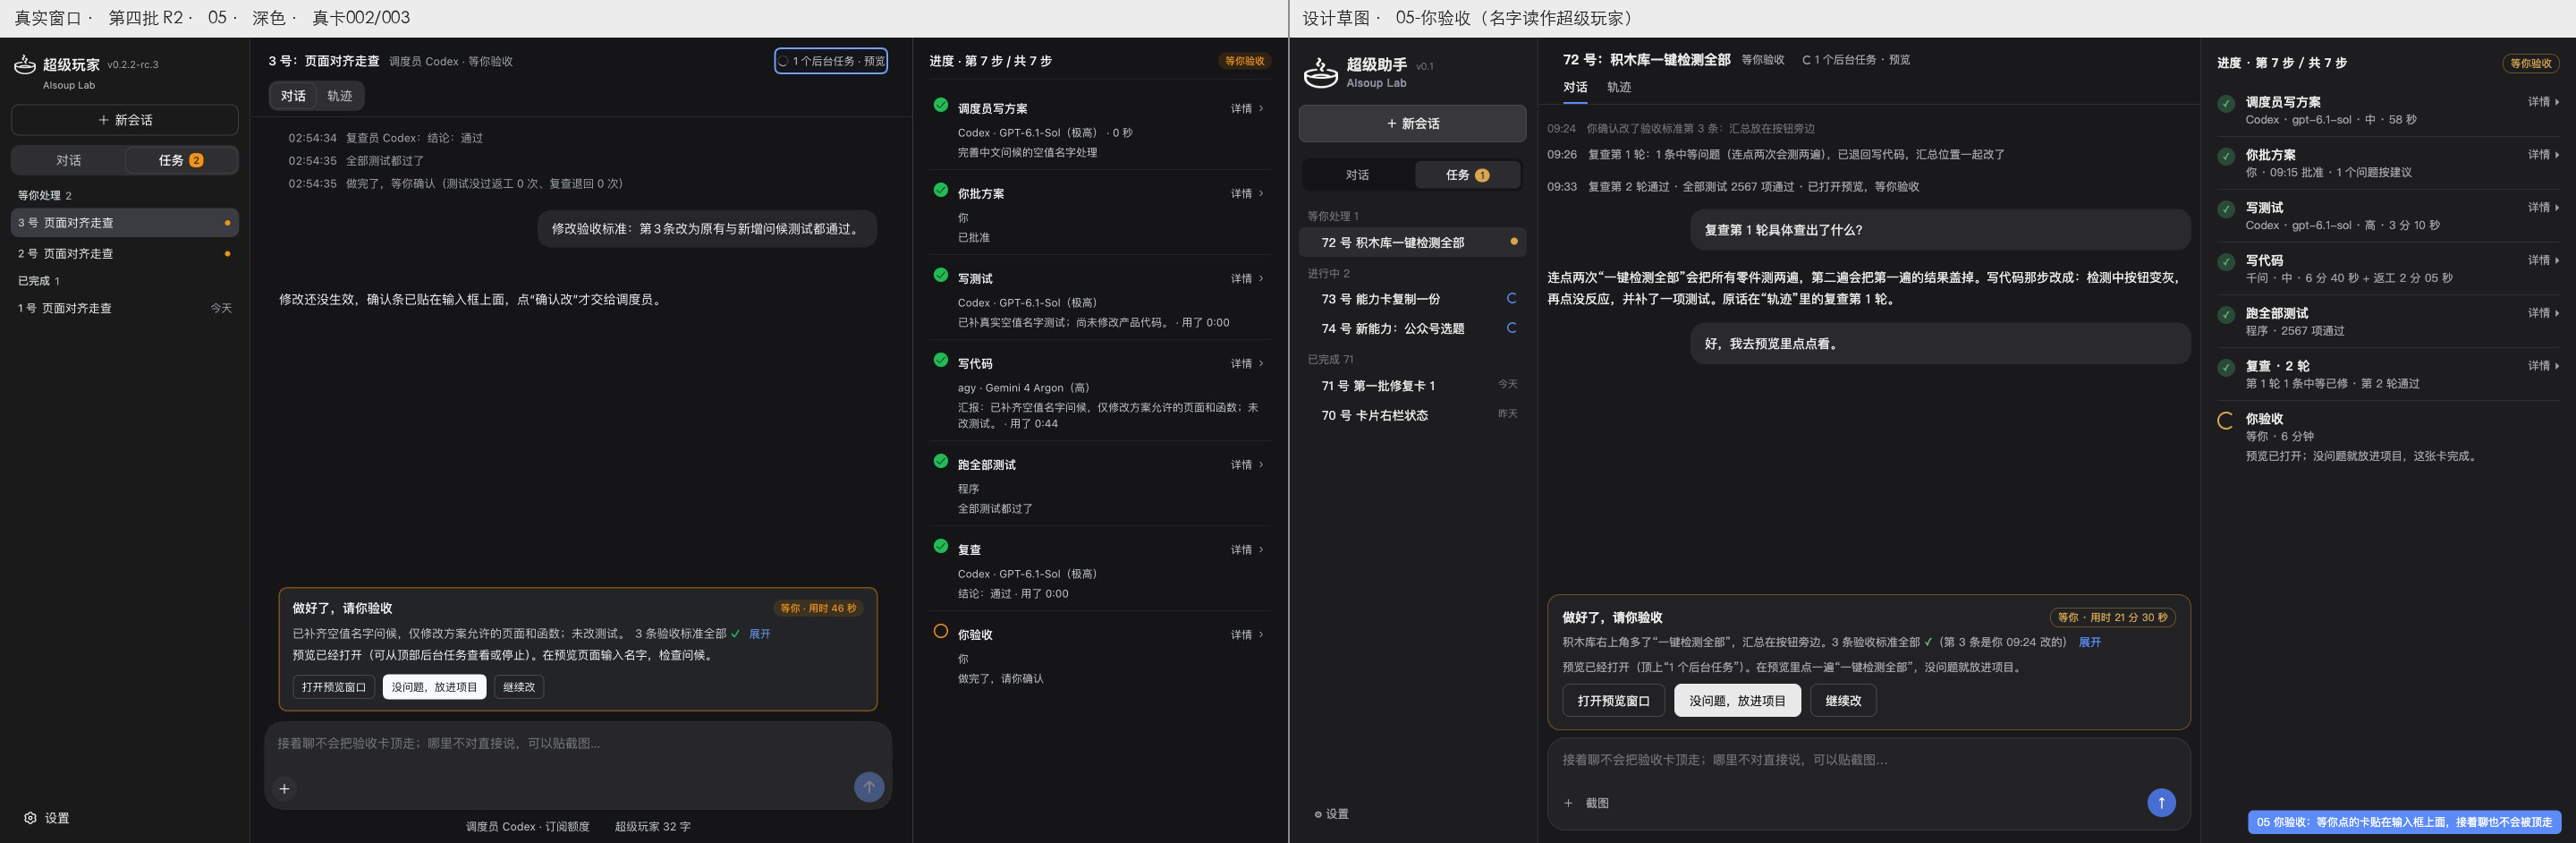 真实窗口 · 第四批 R2 · 05 · 深色 · 真卡002/003
超级玩家 v0.2.2-rc.3
AIsoup Lab
+ 新会话
对话 任务 2
等你处理 2
3 号 页面对齐走查
2 号 页面对齐走查
已完成 1
1 号 页面对齐走查 今天
设置
3 号：页面对齐走查 调度员 Codex · 等你验收 1 个后台任务 · 预览
对话 轨迹
02:54:34 复查员 Codex：结论：通过
02:54:35 全部测试都过了
02:54:35 做完了，等你确认（测试没过返工 0 次、复查退回 0 次）
修改验收标准：第3条改为原有与新增问候测试都通过。
修改还没生效，确认条已贴在输入框上面，点“确认改”才交给调度员。
做好了，请你验收 等你 · 用时 46 秒
已补齐空值名字问候，仅修改方案允许的页面和函数；未改测试。 3 条验收标准全部 ✓ 展开
预览已经打开（可从顶部后台任务查看或停止）。在预览页面输入名字，检查问候。
打开预览窗口 没问题，放进项目 继续改
接着聊不会把验收卡顶走；哪里不对直接说，可以贴截图...
+
调度员 Codex · 订阅额度 超级玩家 32 字
进度 · 第 7 步 / 共 7 步 等你验收
调度员写方案 详情 ›
Codex · GPT-6.1-Sol（极高） · 0 秒
完善中文问候的空值名字处理
你批方案 详情 ›
你
已批准
写测试 详情 ›
Codex · GPT-6.1-Sol（极高）
已补真实空值名字测试；尚未修改产品代码。 · 用了 0:00
写代码 详情 ›
agy · Gemini 4 Argon（高）
汇报：已补齐空值名字问候，仅修改方案允许的页面和函数；未
改测试。 · 用了 0:44
跑全部测试 详情 ›
程序
全部测试都过了
复查 详情 ›
Codex · GPT-6.1-Sol（极高）
结论：通过 · 用了 0:00
你验收 详情 ›
你
做完了，请你确认
设计草图 · 05-你验收（名字读作超级玩家）
超级助手 v0.1
AIsoup Lab
+ 新会话
对话 任务 1
等你处理 1
72 号 积木库一键检测全部
进行中 2
73 号 能力卡复制一份
74 号 新能力：公众号选题
已完成 71
71 号 第一批修复卡 1 今天
70 号 卡片右栏状态 昨天
设置
72 号：积木库一键检测全部 等你验收 1 个后台任务 · 预览
对话 轨迹
09:24 你确认改了验收标准第 3 条：汇总放在按钮旁边
09:26 复查第 1 轮：1 条中等问题（连点两次会测两遍），已退回写代码，汇总位置一起改了
09:33 复查第 2 轮通过 · 全部测试 2567 项通过 · 已打开预览，等你验收
复查第 1 轮具体查出了什么？
连点两次“一键检测全部”会把所有零件测两遍，第二遍会把第一遍的结果盖掉。写代码那步改成：检测中按钮变灰，
再点没反应，并补了一项测试。原话在“轨迹”里的复查第 1 轮。
好，我去预览里点点看。
做好了，请你验收 等你 · 用时 21 分 30 秒
积木库右上角多了“一键检测全部”，汇总在按钮旁边。3 条验收标准全部 ✓（第 3 条是你 09:24 改的） 展开
预览已经打开（顶上“1 个后台任务”）。在预览里点一遍“一键检测全部”，没问题就放进项目。
打开预览窗口 没问题，放进项目 继续改
接着聊不会把验收卡顶走；哪里不对直接说，可以贴截图...
+ 截图
进度 · 第 7 步 / 共 7 步 等你验收
调度员写方案 详情
Codex · gpt-6.1-sol · 中 · 58 秒
你批方案 详情
你 · 09:15 批准 · 1 个问题按建议
写测试 详情
Codex · gpt-6.1-sol · 高 · 3 分 10 秒
写代码 详情
千问 · 中 · 6 分 40 秒 + 返工 2 分 05 秒
跑全部测试 详情
程序 · 2567 项通过
复查 · 2 轮 详情
第 1 轮 1 条中等已修 · 第 2 轮通过
你验收
等你 · 6 分钟
预览已打开；没问题就放进项目，这张卡完成。
05 你验收：等你点的卡贴在输入框上面，接着聊也不会被顶走